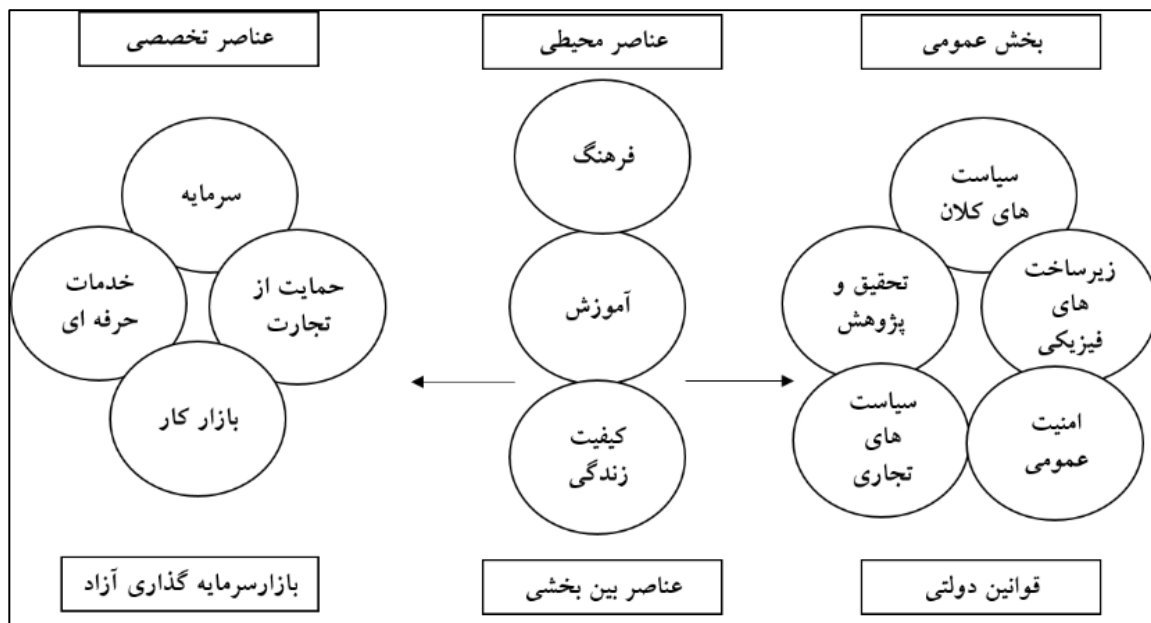 بخش عمومی
سیاست
های کلان
زیرساخت
های
فیزیکی
تحقیق و
پژوهش
امنیت
عمومی
سیاست
های
تجاری
قوانین دولتی
عناصر محیطی
فرهنگ
آموزش
کیفیت
زندگی
عناصر بین بخشی
عناصر تخصصی
سرمایه
حمایت از
تجارت
خدمات
حرفه ای
بازار کار
بازارسرمایه گذاری آزاد